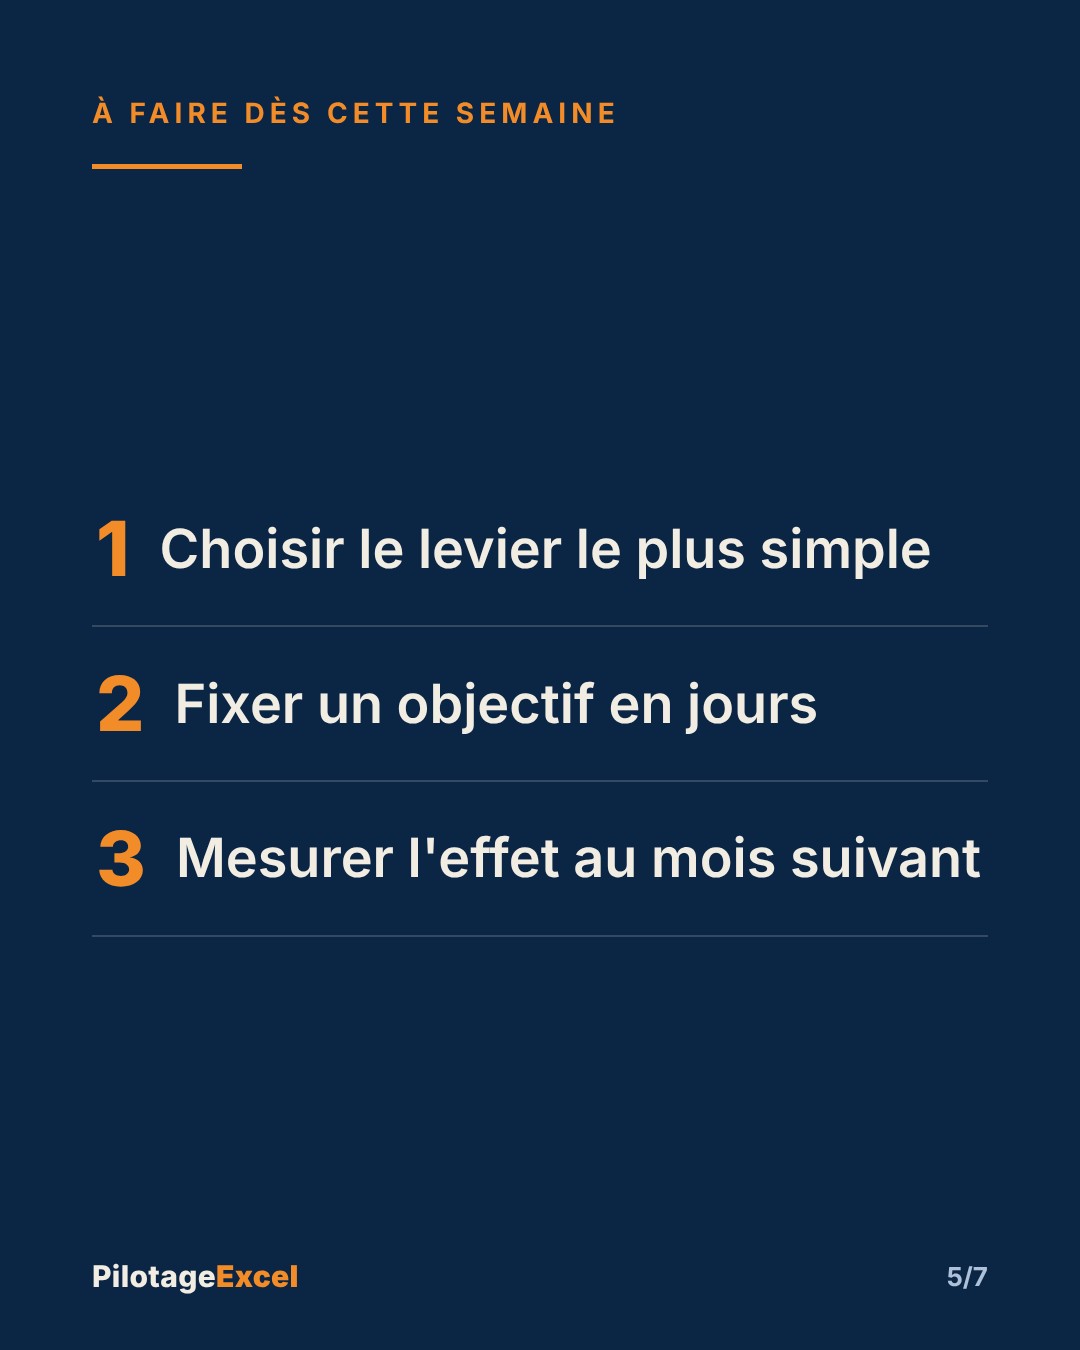 À FAIRE DÈS CETTE SEMAINE
1 Choisir le levier le plus simple
2 Fixer un objectif en jours
3 Mesurer l'effet au mois suivant
PilotageExcel
5/7